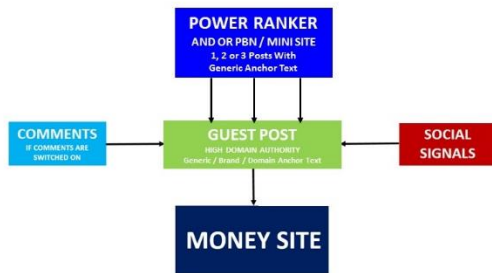 POWER RANKER
AND OR PBN / MINI SITE
1, 2 or 3 Posts With
Generic Anchor Text
COMMENTS
IF COMMENTS ARE
SWITCHED ON
GUEST POST
HIGH DOMAIN AUTHORITY
Generic / Brand / Domain Anchor Text
SOCIAL
SIGNALS
MONEY SITE